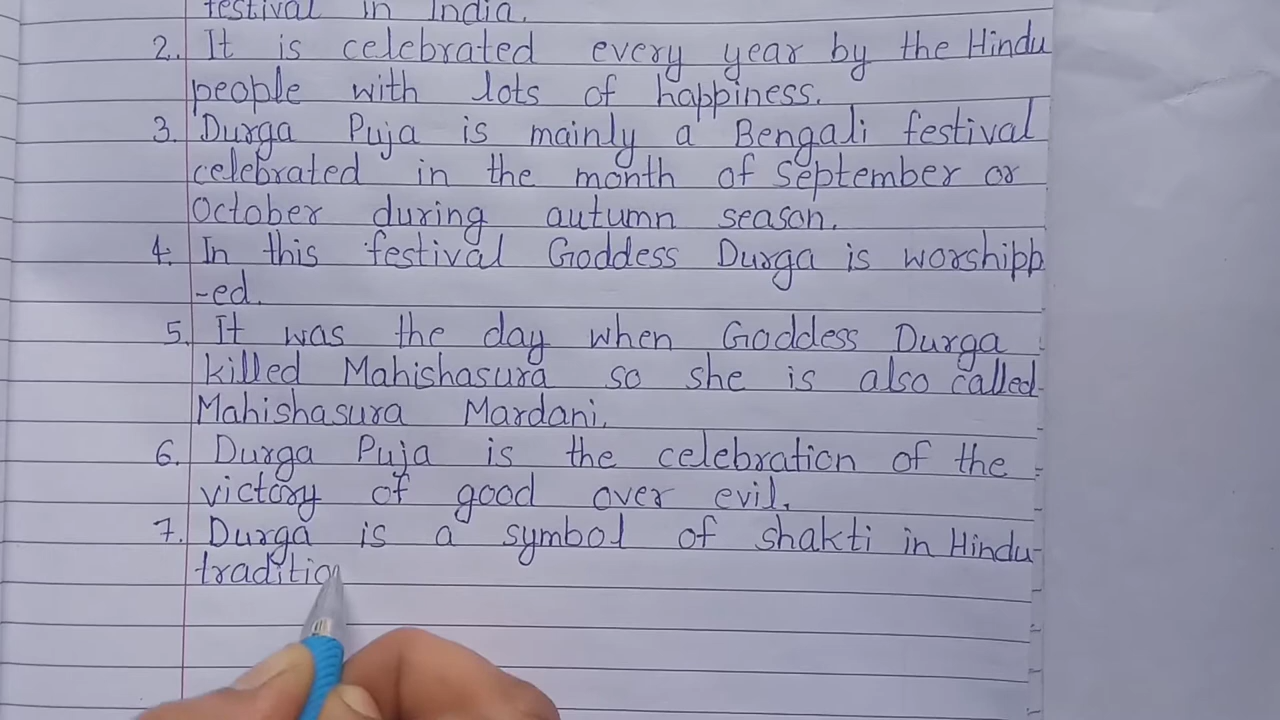 festival in India.
2. It is celebrated every year by the Hindu
people with lots of happiness.
3. Durga Puja is mainly a Bengali festival
celebrated in the month of September or
October during autumn season.
4. In this festival Goddess Durga is worshipp
-ed.
5. It was the day when Goddess Durga
killed Mahishasura so she is also called
Mahishasura Mardani.
6. Durga Puja is the celebration of the
victory of good over evil.
7. Durga is a symbol of shakti in Hindu
tradition